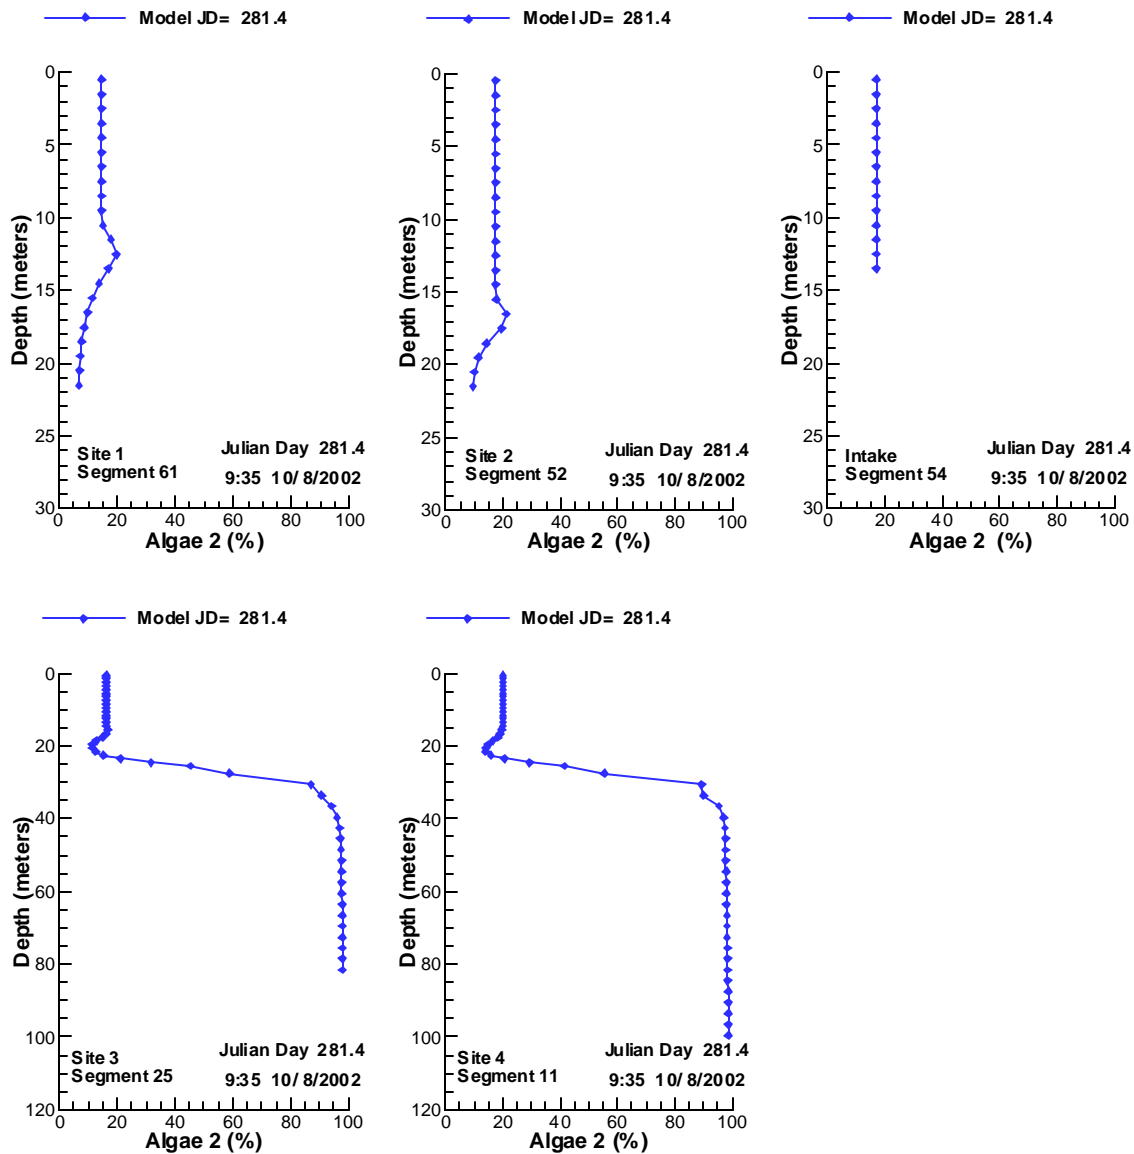 Model JD= 281.4
Model JD= 281.4
Model JD= 281.4
0
5
10
15
20
25
30
Depth (meters)
Site 1
Segment 61
Julian Day 281.4
9:35 10/ 8/2002
0 20 40 60 80 100
Algae 2 (%)
0
5
10
15
20
25
30
Depth (meters)
Site 2
Segment 52
Julian Day 281.4
9:35 10/ 8/2002
0 20 40 60 80 100
Algae 2 (%)
0
5
10
15
20
25
30
Depth (meters)
Intake
Segment 54
Julian Day 281.4
9:35 10/ 8/2002
0 20 40 60 80 100
Algae 2 (%)
Model JD= 281.4
Model JD= 281.4
0
20
40
60
80
100
120
Depth (meters)
Site 3
Segment 25
Julian Day 281.4
9:35 10/ 8/2002
0 20 40 60 80 100
Algae 2 (%)
0
20
40
60
80
100
120
Depth (meters)
Site 4
Segment 11
Julian Day 281.4
9:35 10/ 8/2002
0 20 40 60 80 100
Algae 2 (%)